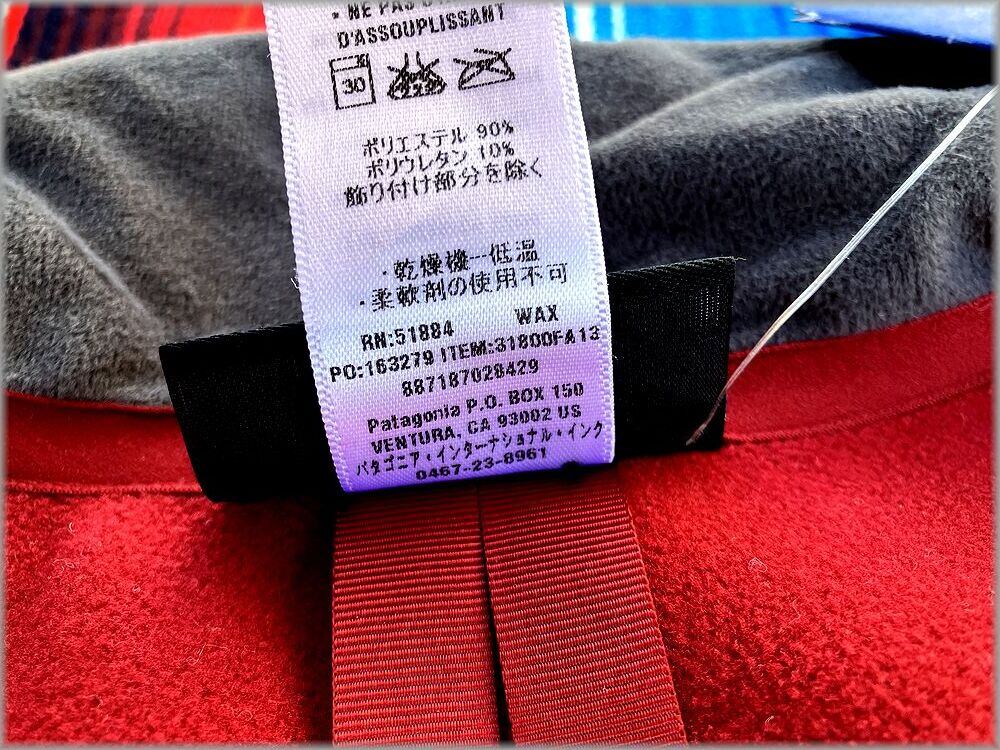 • NE PAS
D'ASSOUPLISSANT
30
ポリエステル 90%
ポリウレタン 10%
飾り付け部分を除く
・乾燥機一低温
・柔軟剤の使用不可
RN:51884 WAX
PO:163279 ITEM:31800FA13
887187028429
Patagonia P.O. BOX 150
VENTURA, CA 93002 US
パタゴニア・インターナショナル・インク
0467-23-8961